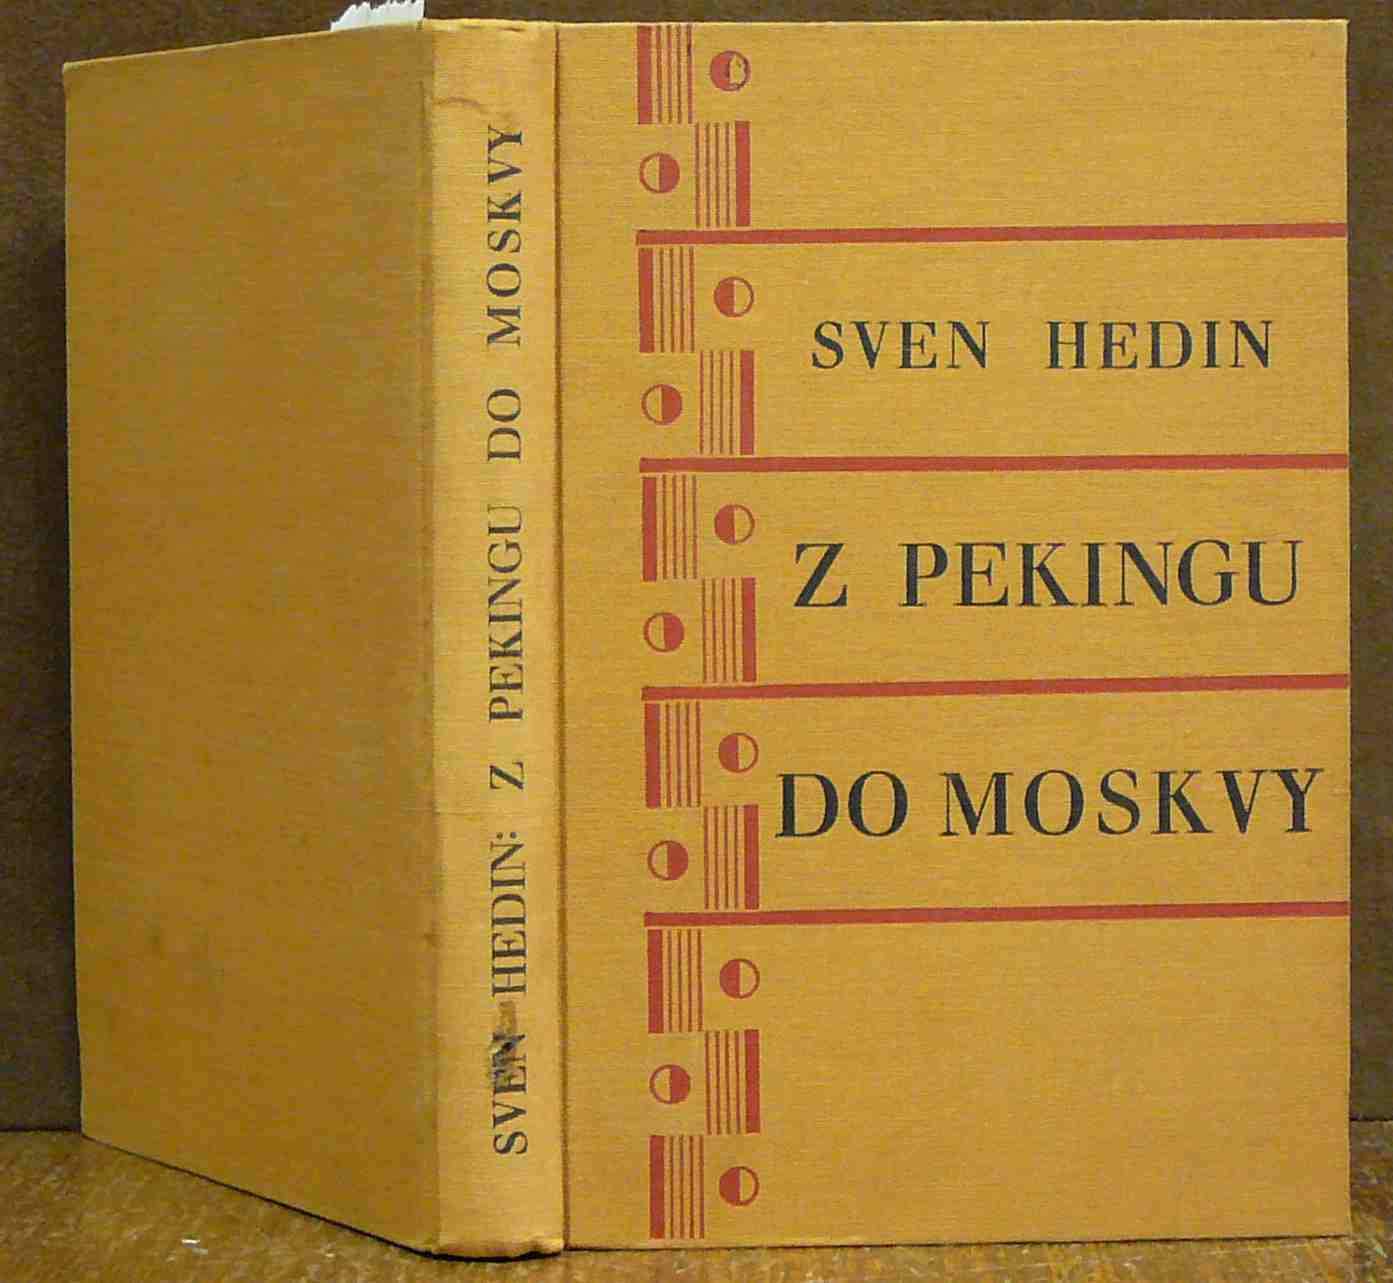 SVEN HEDIN: Z PEKINGU DO MOSKVY
SVEN HEDIN
Z PEKINGU
DO MOSKVY